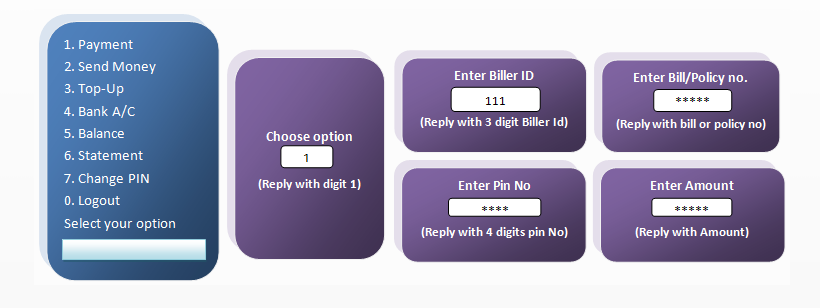 1. Payment
2. Send Money
3. Top-Up
4. Bank A/C
5. Balance
6. Statement
7. Change PIN
0. Logout
Select your option
Choose option
1
(Reply with digit 1)
Enter Biller ID
111
(Reply with 3 digit Biller Id)
Enter Bill/Policy no.
*****
(Reply with bill or policy no)
Enter Pin No
****
(Reply with 4 digits pin No)
Enter Amount
*****
(Reply with Amount)